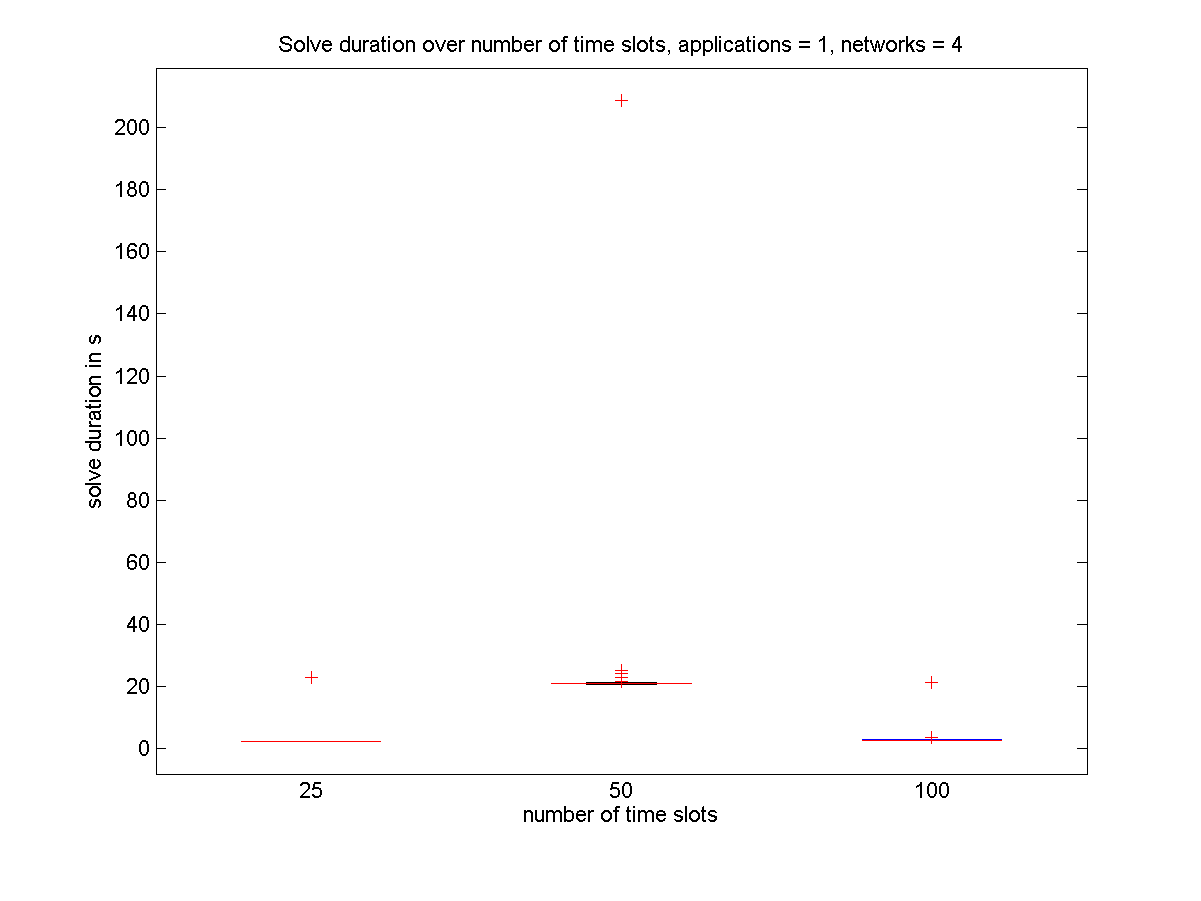 Solve duration over number of time slots, applications = 1, networks = 4
200
180
160
140
120
100
80
60
40
20
0
solve duration in s
25 50 100
number of time slots